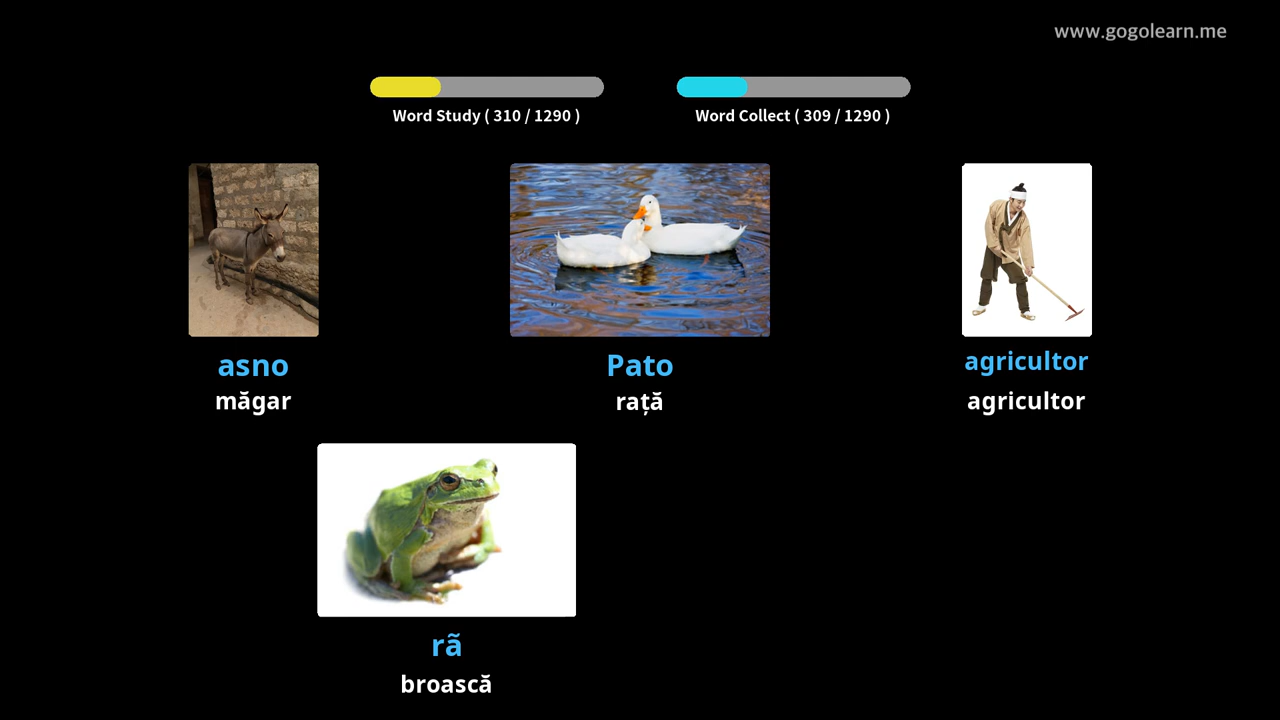 www.gogolearn.me
Word Study ( 310 / 1290 )
Word Collect ( 309 / 1290 )
asno
măgar
Pato
rață
agricultor
agricultor
rã
broască